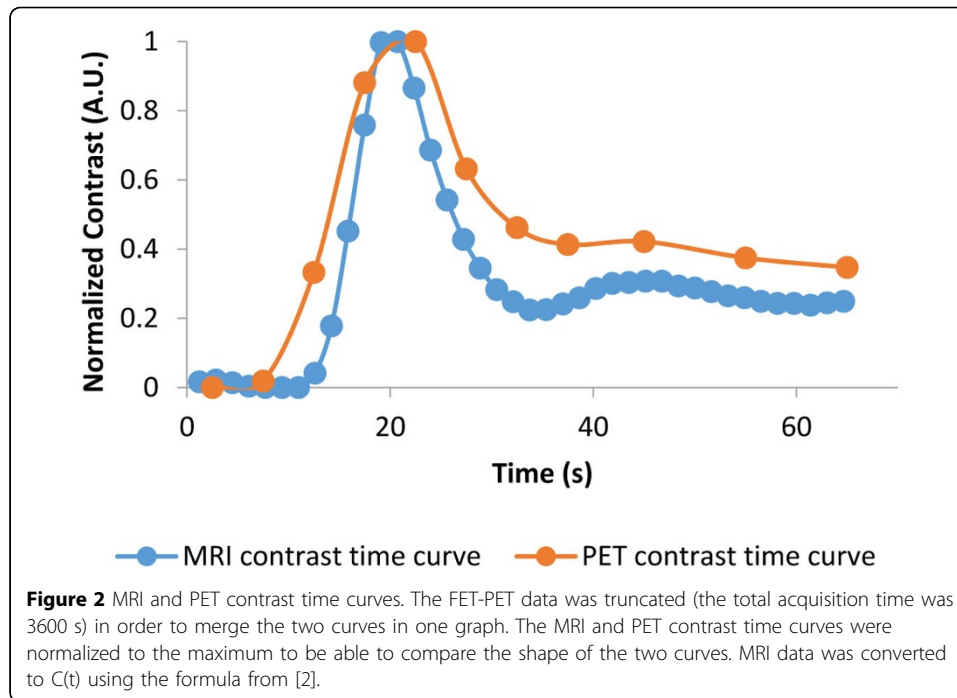 Normalized Contrast (A.U.)
1
0.8
0.6
0.4
0.2
0
0 20 40 60
Time (s)
MRI contrast time curve PET contrast time curve
Figure 2 MRI and PET contrast time curves. The FET-PET data was truncated (the total acquisition time was
3600 s) in order to merge the two curves in one graph. The MRI and PET contrast time curves were
normalized to the maximum to be able to compare the shape of the two curves. MRI data was converted
to C(t) using the formula from [2].